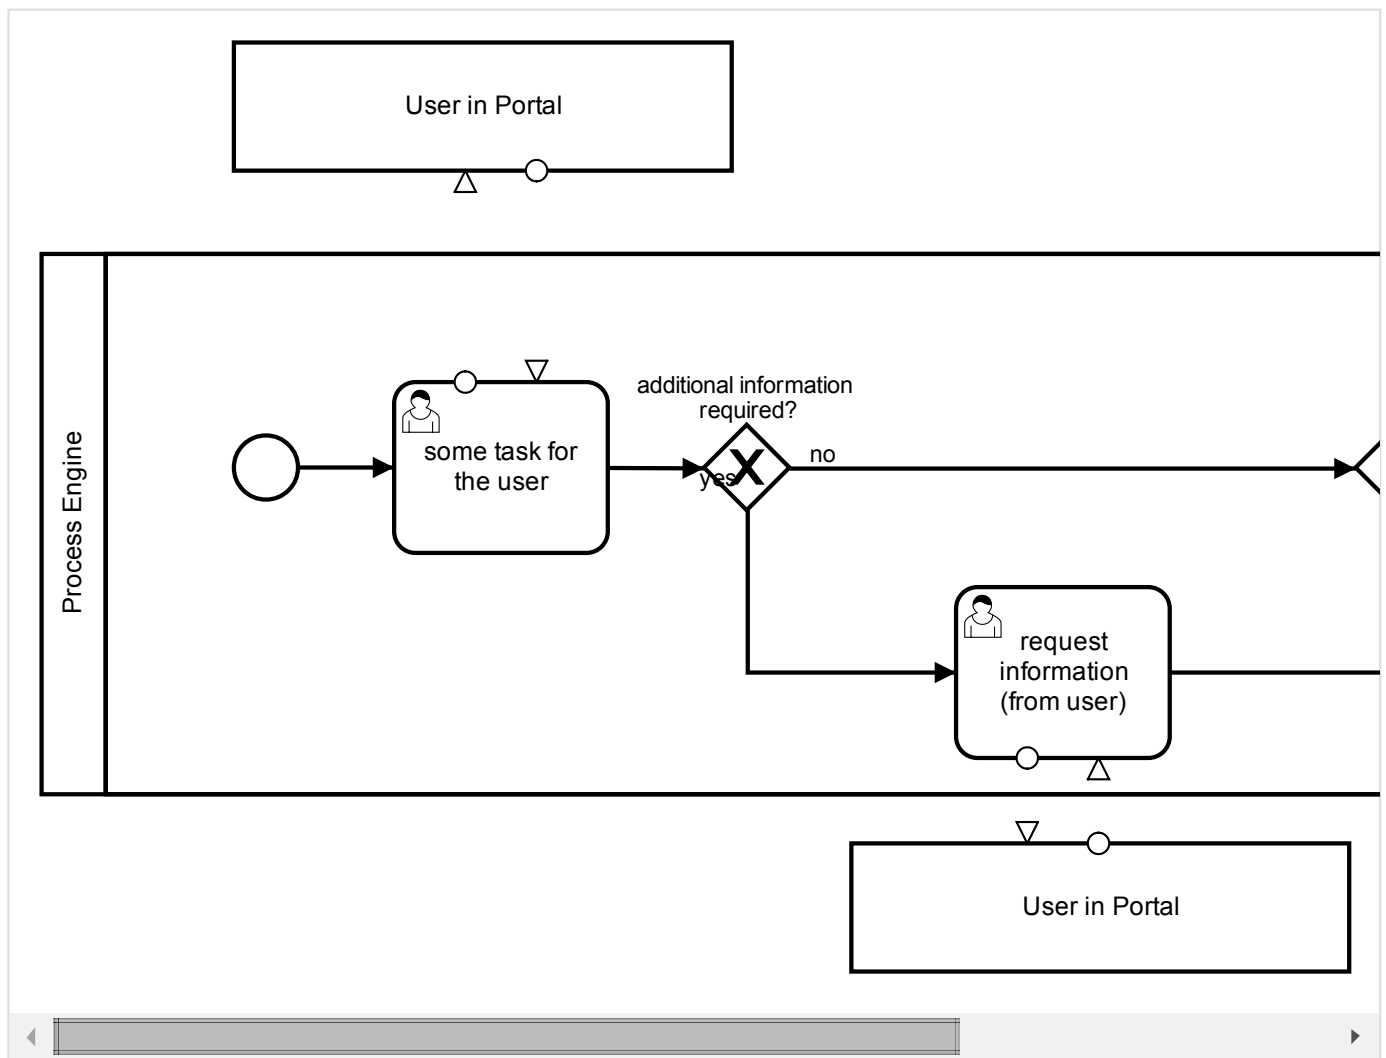 User in Portal
Process Engine
some task for
the user
additional information
required?
yes
no
request
information
(from user)
User in Portal